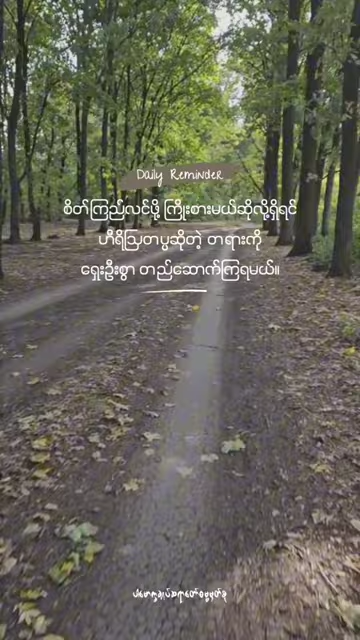 Daily Reminder
စိတ်ကြည်လင်ဖို့ ကြိုးစားမယ်ဆိုလို့ရှိရင်
ဟီရိဩတပ္ပဆိုတဲ့ တရားကို
ရှေးဦးစွာ တည်ဆောက်ကြရမယ်။